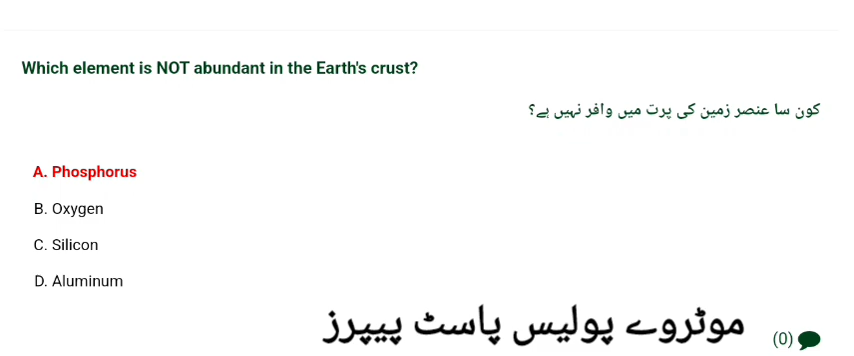 Which element is NOT abundant in the Earth's crust?
کون سا عنصر زمین کی پرت میں وافر نہیں ہے؟
A. Phosphorus
B. Oxygen
C. Silicon
D. Aluminum
موٹروے پولیس پاسٹ پیپرز
(0)